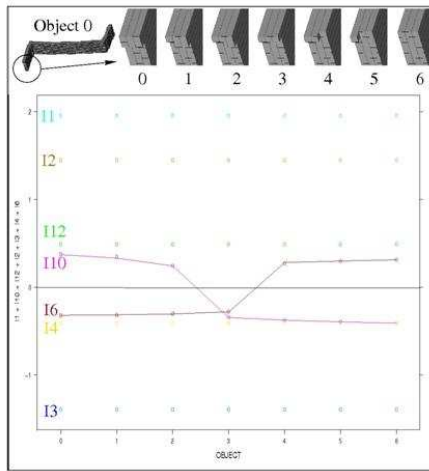 Object 0
0 1 2 3 4 5 6
I1
I2
I12
I10
I6
I4
I3
2
1
0
-1
I1 + I10 + I12 + I2 + I3 + I4 + I6
0 1 2 3 4 5 6
OBJECT